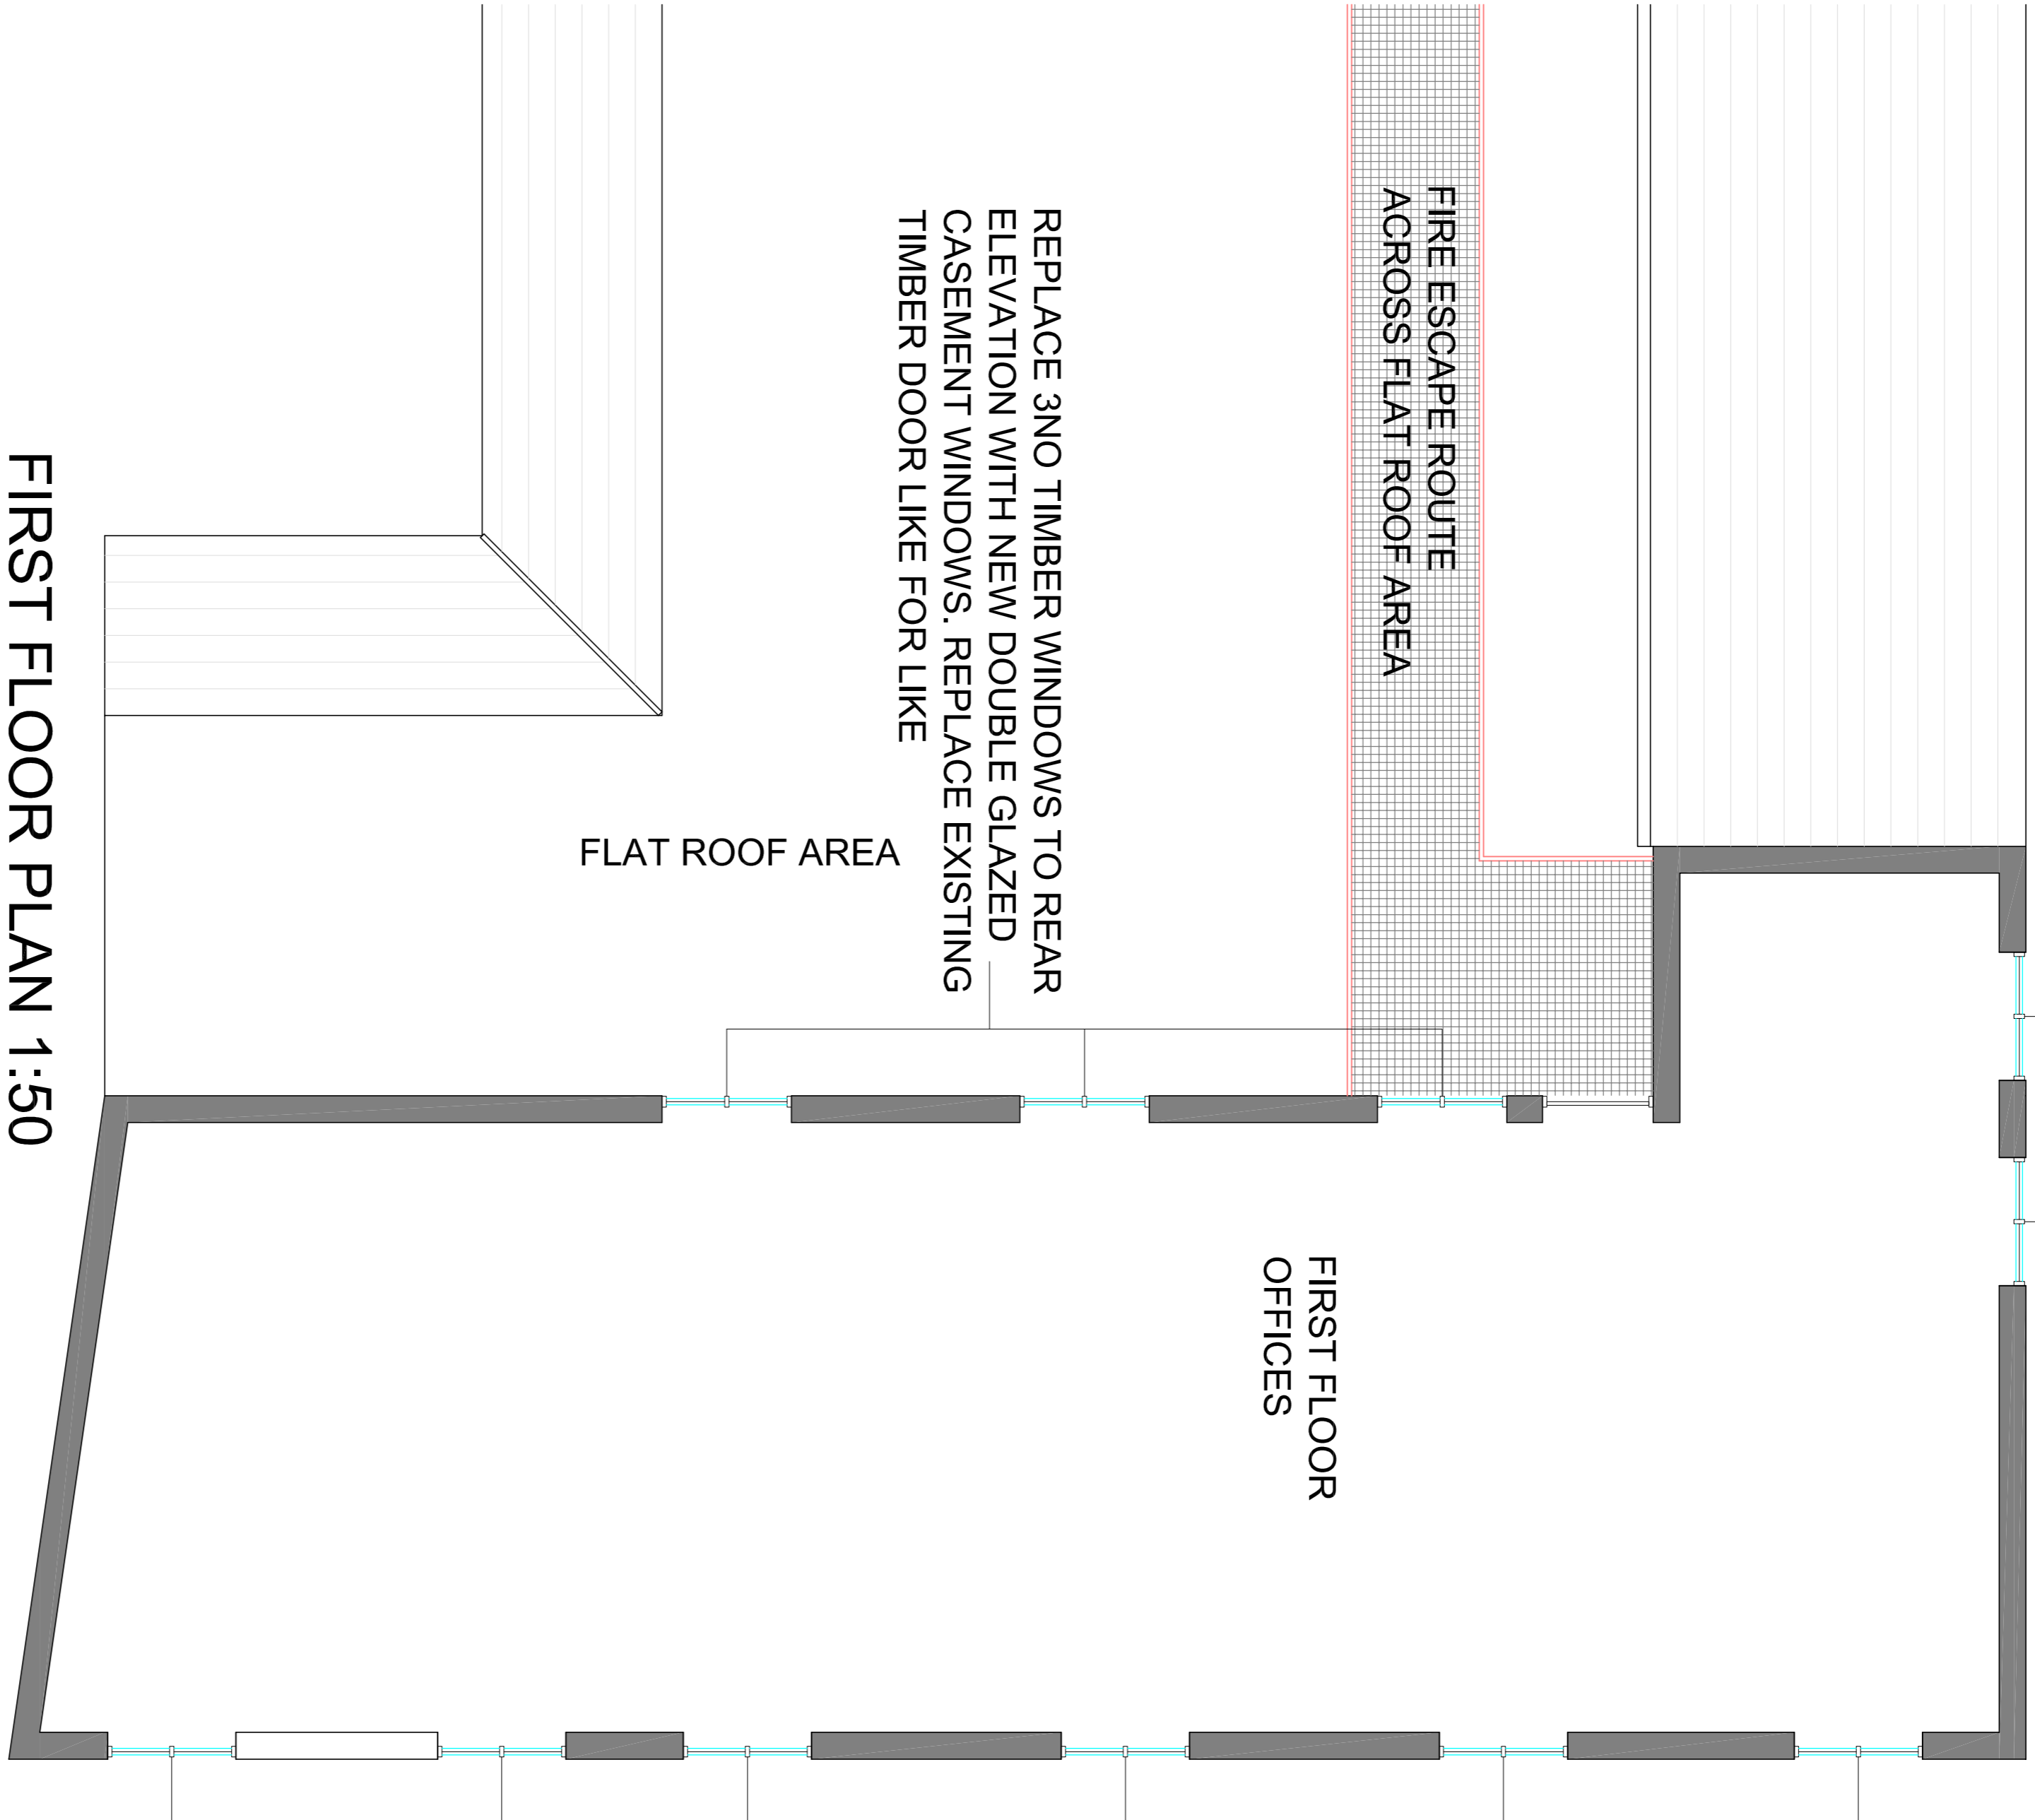 FIRE ESCAPE ROUTE
ACROSS FLAT ROOF AREA
REPLACE 3NO TIMBER WINDOWS TO REAR
ELEVATION WITH NEW DOUBLE GLAZED
CASEMENT WINDOWS. REPLACE EXISTING
TIMBER DOOR LIKE FOR LIKE
FLAT ROOF AREA
FIRST FLOOR
OFFICES
FIRST FLOOR PLAN 1:50